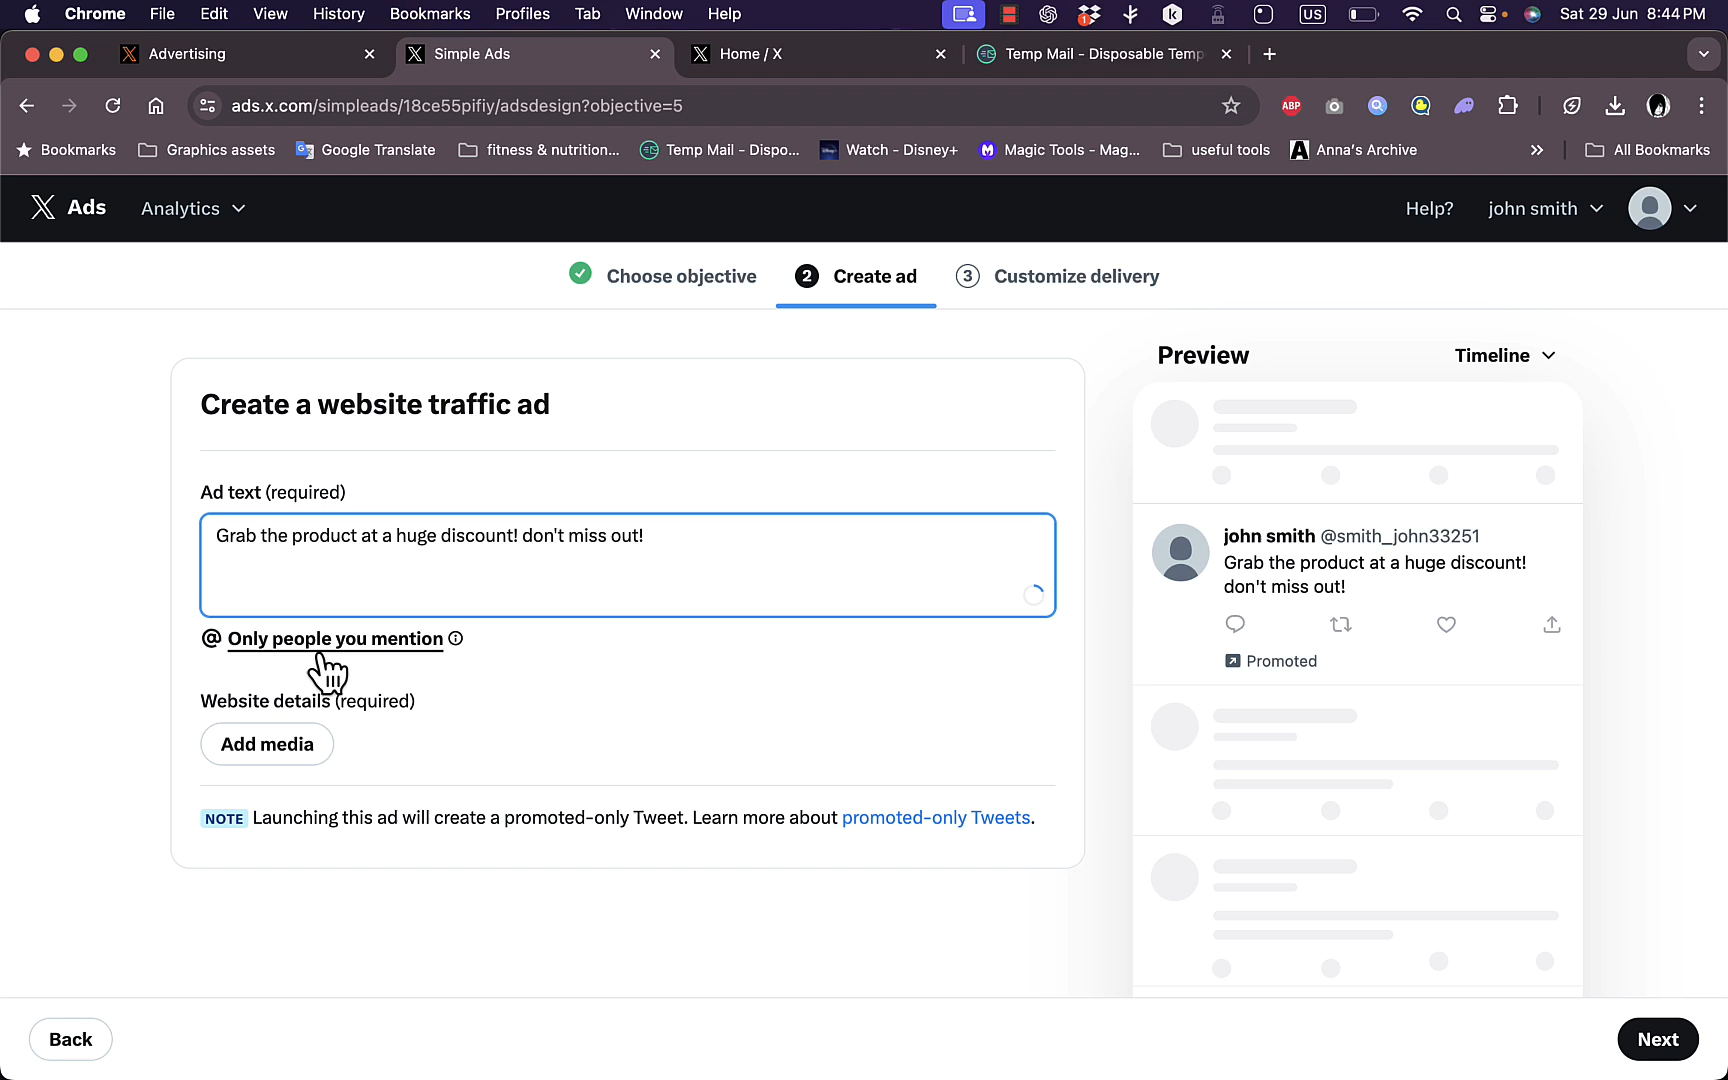 Chrome File Edit View History Bookmarks Profiles Tab Window Help US Sat 29 Jun 8:44 PM
Advertising Simple Ads Home / X Temp Mail - Disposable Temp
ads.x.com/simpleads/18ce55pifiy/adsdesign?objective=5 ABP
Bookmarks Graphics assets Google Translate fitness & nutrition... Temp Mail - Dispo... Watch - Disney+ Magic Tools - Mag... useful tools Anna's Archive » All Bookmarks
Ads Analytics Help? john smith
Choose objective 2 Create ad 3 Customize delivery
Preview Timeline
Create a website traffic ad
Ad text (required)
Grab the product at a huge discount! don't miss out!
@ Only people you mention
Website details (required)
Add media
NOTE Launching this ad will create a promoted-only Tweet. Learn more about promoted-only Tweets.
john smith @smith_john33251
Grab the product at a huge discount!
don't miss out!
Promoted
Back Next